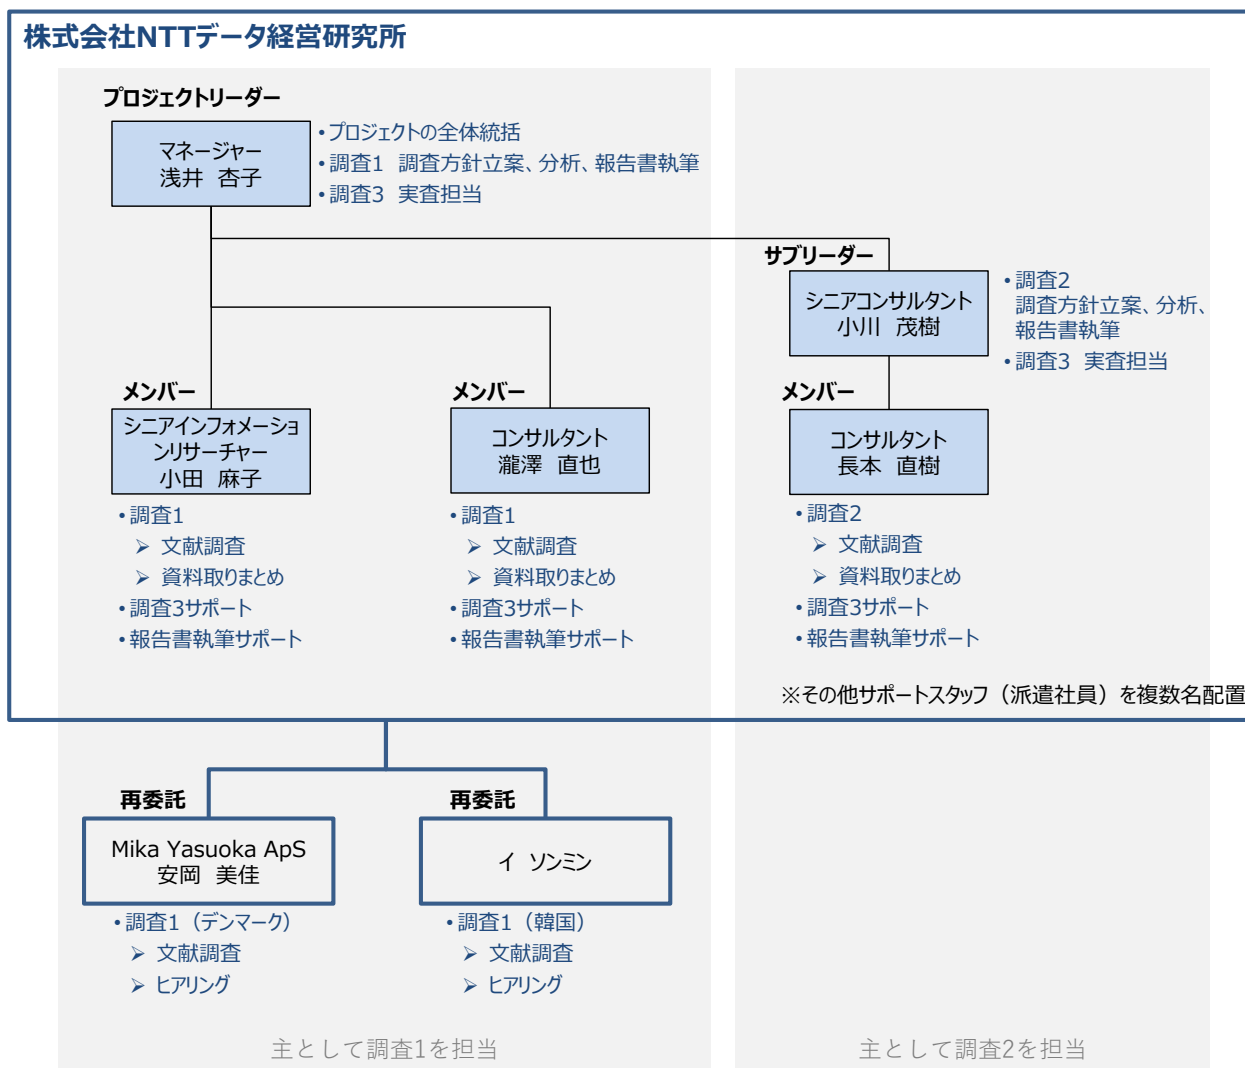 株式会社NTTデータ経営研究所
プロジェクトリーダー
マネージャー
浅井　杏子
•プロジェクトの全体統括
•調査1　調査方針立案、分析、報告書執筆
•調査3　実査担当
サブリーダー
シニアコンサルタント
小川　茂樹
•調査2
調査方針立案、分析、
報告書執筆
•調査3　実査担当
メンバー
シニアインフォメーショ
ンリサーチャー
小田　麻子
•調査1
➢ 文献調査
➢ 資料取りまとめ
•調査3サポート
•報告書執筆サポート
メンバー
コンサルタント
瀧澤　直也
•調査1
➢ 文献調査
➢ 資料取りまとめ
•調査3サポート
•報告書執筆サポート
メンバー
コンサルタント
長本　直樹
•調査2
➢ 文献調査
➢ 資料取りまとめ
•調査3サポート
•報告書執筆サポート
※その他サポートスタッフ（派遣社員）を複数名配置
再委託
Mika Yasuoka ApS
安岡　美佳
•調査1（デンマーク）
➢ 文献調査
➢ ヒアリング
再委託
イ　ソンミン
•調査1（韓国）
➢ 文献調査
➢ ヒアリング
主として調査1を担当
主として調査2を担当